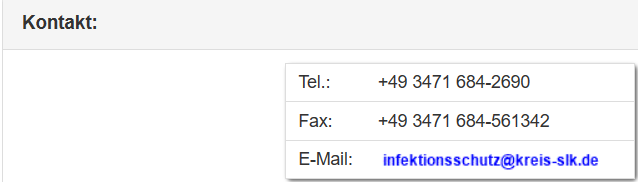 Kontakt:
Tel.: +49 3471 684-2690
Fax: +49 3471 684-561342
E-Mail: infektionsschutz@kreis-slk.de